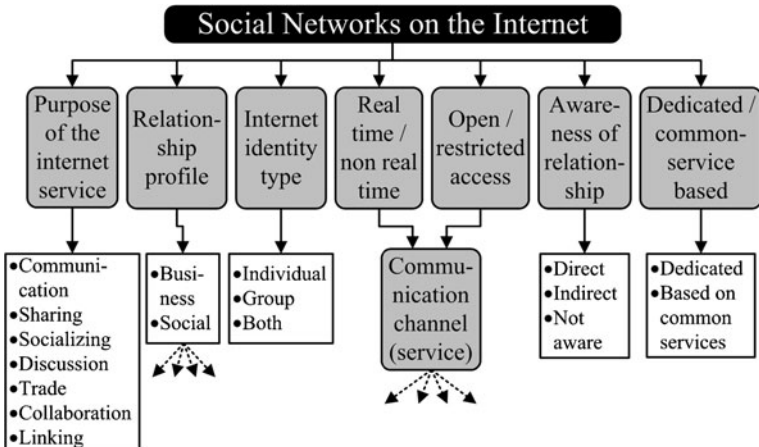 Social Networks on the Internet
Purpose
of the
internet
service
Relation-
ship
profile
Internet
identity
type
Real
time /
non real
time
Open /
restricted
access
Aware-
ness of
relation-
ship
Dedicated /
common-
service
based
•Communi-
cation
•Sharing
•Socializing
•Discussion
•Trade
•Collaboration
•Linking
•Busi-
ness
•Social
•Individual
•Group
•Both
Commu-
nication
channel
(service)
•Direct
•Indirect
•Not
aware
•Dedicated
•Based on
common
services